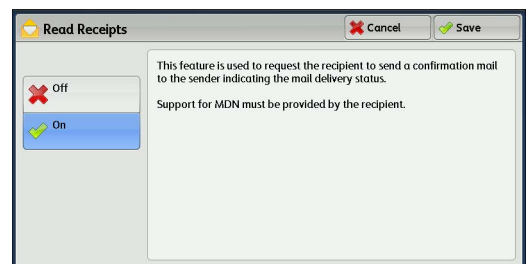 Read Receipts
Cancel
Save
Off
On
This feature is used to request the recipient to send a confirmation mail
to the sender indicating the mail delivery status.
Support for MDN must be provided by the recipient.